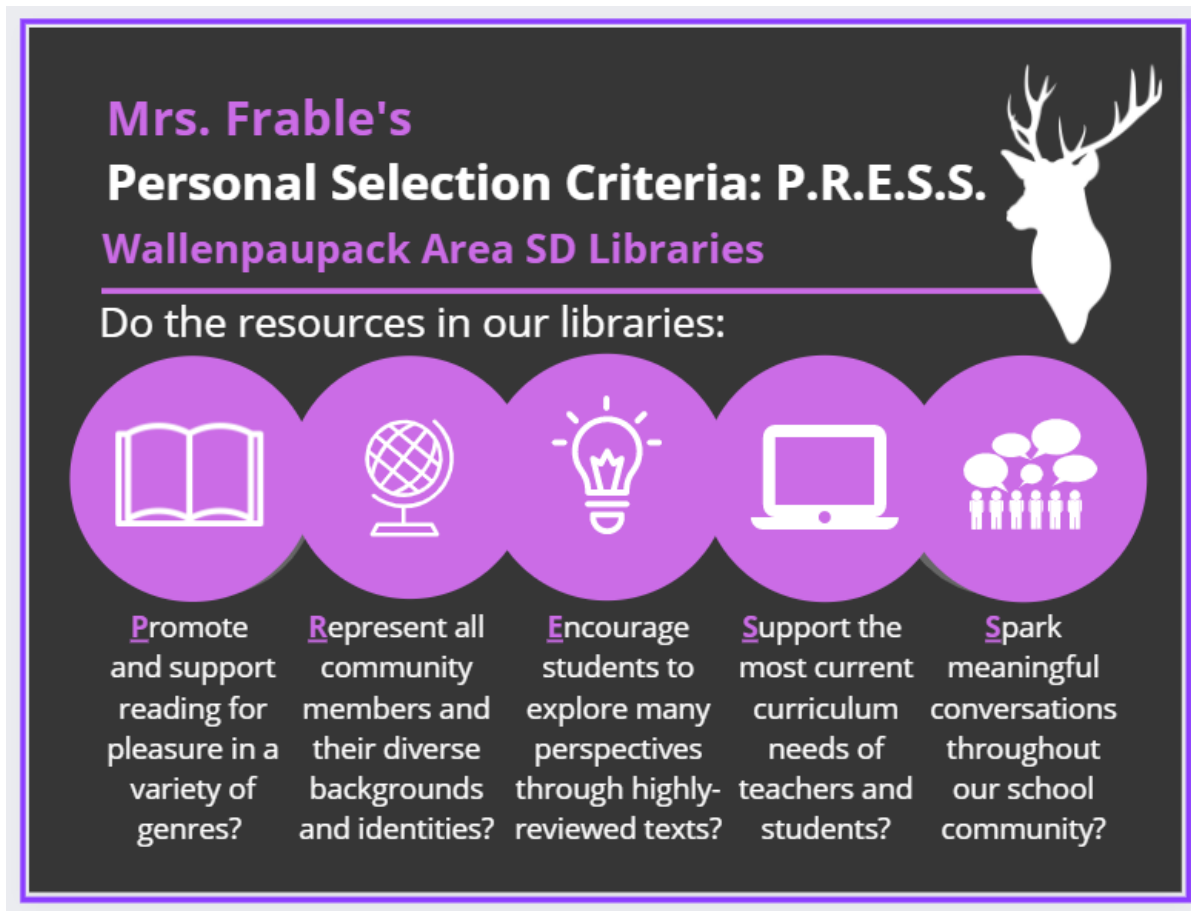 Mrs. Frable's
Personal Selection Criteria: P.R.E.S.S.
Wallenpaupack Area SD Libraries
Do the resources in our libraries:
Promote
and support
reading for
pleasure in a
variety of
genres?
Represent all
community
members and
their diverse
backgrounds
and identities?
Encourage
students to
explore many
perspectives
through highly-
reviewed texts?
Support the
most current
curriculum
needs of
teachers and
students?
Spark
meaningful
conversations
throughout
our school
community?